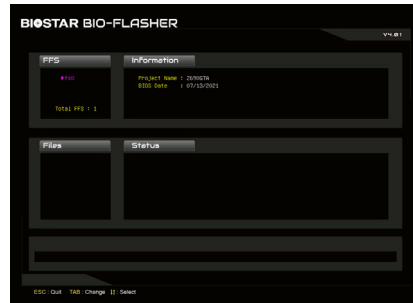 BIOSTAR BIO-FLASHER
V4.01
FFS
Information
Total FFS : 1
Project Name :
BIOS Date : 07/13/2021
Files
Status
ESC : Quit TAB : Change : Select